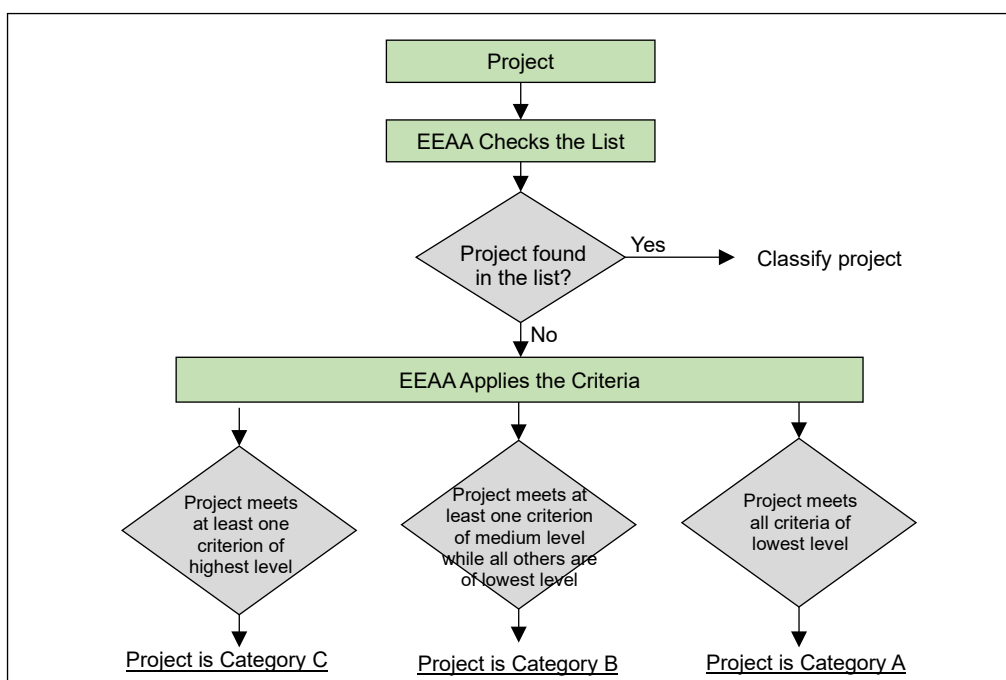 Project
EEAA Checks the List
Project found
in the list?
Yes
Classify project
No
EEAA Applies the Criteria
Project meets
at least one
criterion of
highest level
Project meets at
least one criterion
of medium level
while all others are
of lowest level
Project meets
all criteria of
lowest level
Project is Category C
Project is Category B
Project is Category A